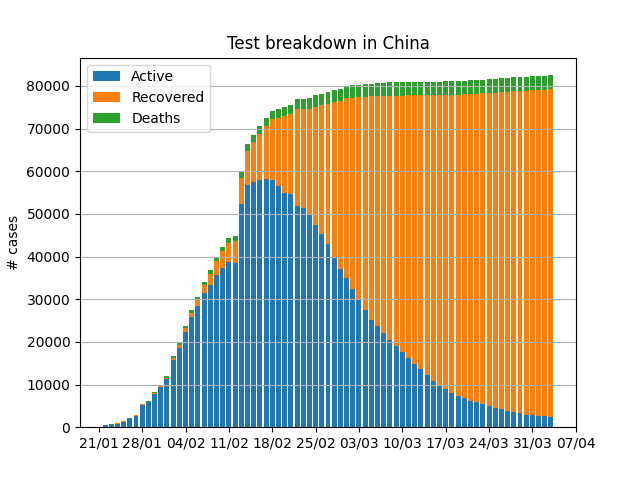 Test breakdown in China
Active
Recovered
Deaths
# cases
80000
70000
60000
50000
40000
30000
20000
10000
0
21/01 28/01 04/02 11/02 18/02 25/02 03/03 10/03 17/03 24/03 31/03 07/04